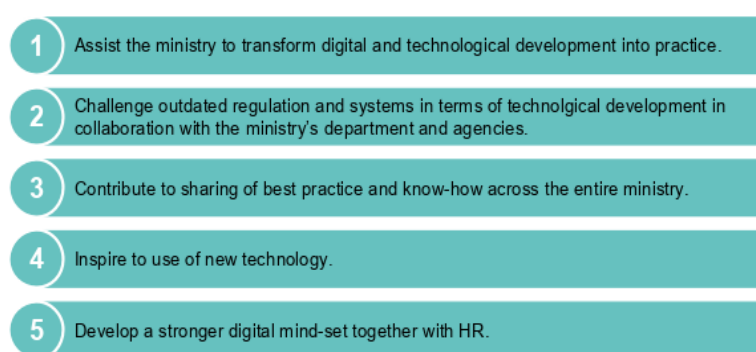 1
Assist the ministry to transform digital and technological development into practice.
2
Challenge outdated regulation and systems in terms of technolgical development in
collaboration with the ministry's department and agencies.
3
Contribute to sharing of best practice and know-how across the entire ministry.
4
Inspire to use of new technology.
5
Develop a stronger digital mind-set together with HR.